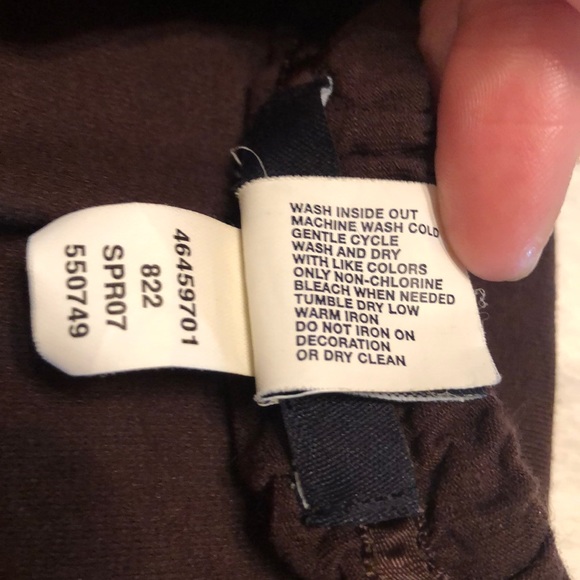 46459701
822
SPR07
550749
WASH INSIDE OUT
MACHINE WASH COLD
GENTLE CYCLE
WASH AND DRY
WITH LIKE COLORS
ONLY NON-CHLORINE
BLEACH WHEN NEEDED
TUMBLE DRY LOW
WARM IRON
DO NOT IRON ON
DECORATION
OR DRY CLEAN